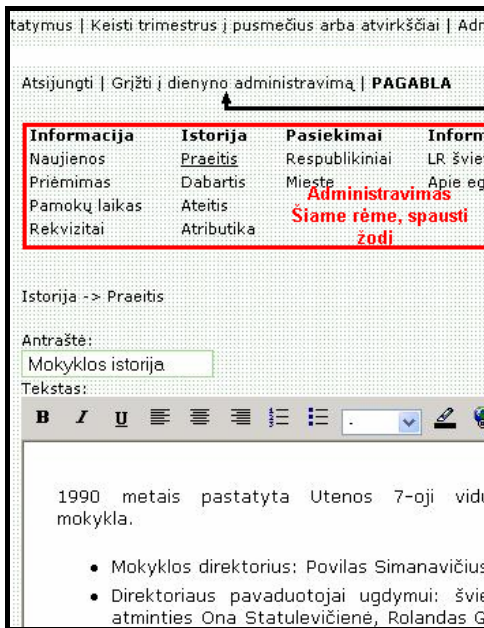 tatymus | Keisti trimestrus į pusmečius arba atvirkščiai | Adm
Atsijungti | Grįžti į dienyno administravimą | PAGABLA
Informacija Istorija Pasiekimai Inform
Naujienos Praeitis Respublikiniai LR švie
Priėmimas Dabartis Mieste Apie eg
Pamokų laikas Ateitis
Rekvizitai Atributika
Administravimas
Šiame rėme, spausti
žodį
Istorija -> Praeitis
Antraštė:
Mokyklos istorija
Tekstas:
B I U
1990 metais pastatyta Utenos 7-oji vidu
mokykla.
• Mokyklos direktorius: Povilas Simanavičius
• Direktoriaus pavaduotojai ugdymui: švie
atminties Ona Statulevičienė, Rolandas G